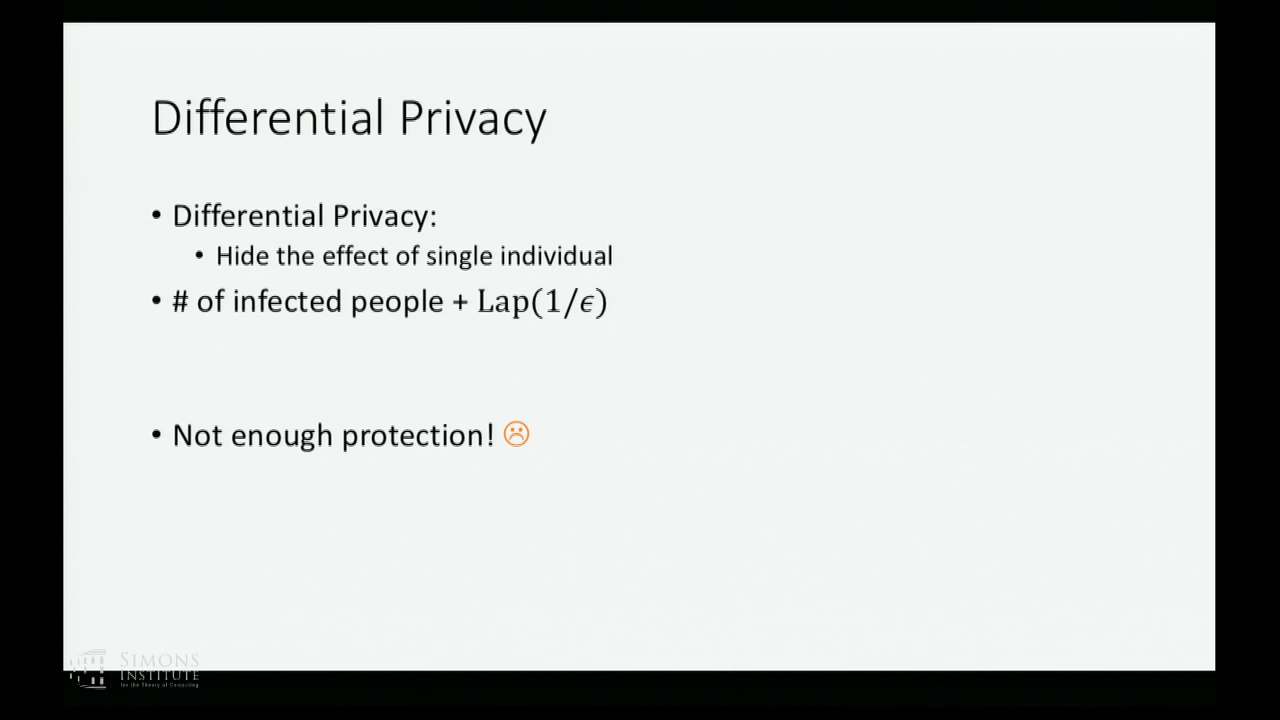 Differential Privacy
• Differential Privacy:
• Hide the effect of single individual
• # of infected people + Lap(1/ϵ)
• Not enough protection! ☹
SIMONS
INSTITUTE
for the Theory of Computing